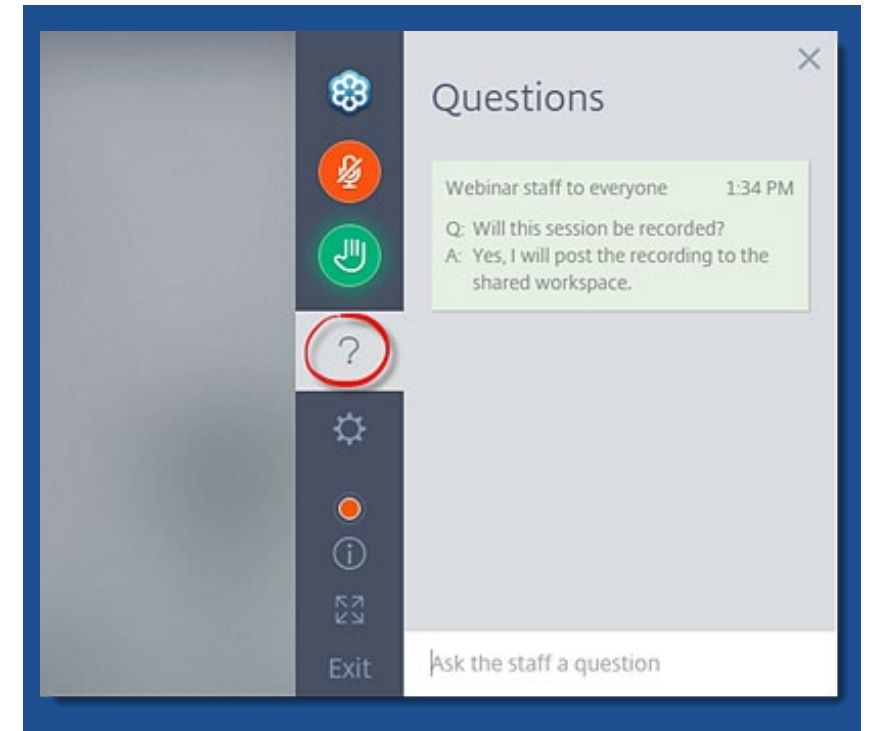 Questions
Webinar staff to everyone 1:34 PM
Q: Will this session be recorded?
A: Yes, I will post the recording to the
shared workspace.
?
Exit
Ask the staff a question